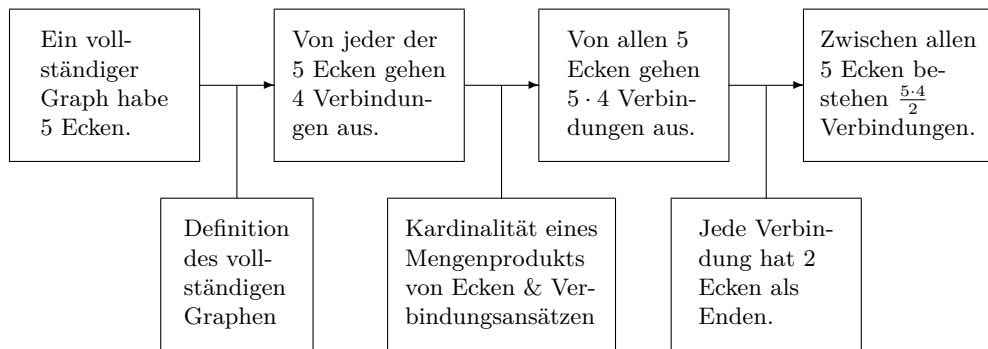 Ein voll-
ständiger
Graph habe
5 Ecken.
Von jeder der
5 Ecken gehen
4 Verbindun-
gen aus.
Von allen 5
Ecken gehen
5 · 4 Verbin-
dungen aus.
Zwischen allen
5 Ecken be-
stehen \frac{5·4}{2}
Verbindungen.
Definition
des voll-
ständigen
Graphen
Kardinalität eines
Mengenprodukts
von Ecken & Ver-
bindungsansätzen
Jede Verbin-
dung hat 2
Ecken als
Enden.